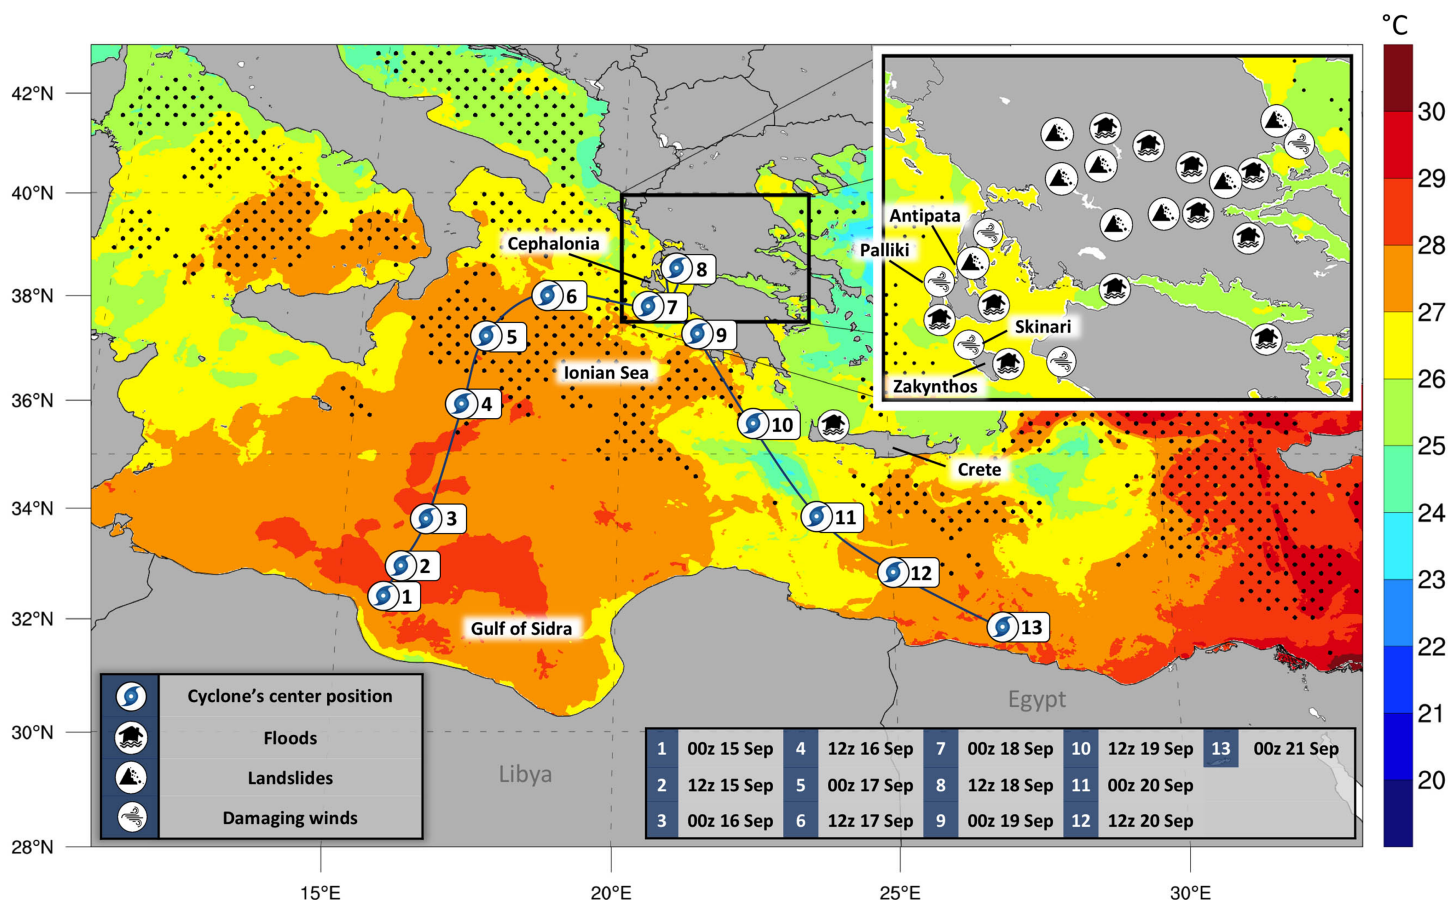 °C
42°N
40°N
38°N
36°N
34°N
32°N
30°N
28°N
15°E
20°E
25°E
30°E
30
29
28
27
26
25
24
23
22
21
20
Antipata
Palliki
Skinari
Zakynthos
Cephalonia
8
6
7
5
9
Ionian Sea
4
10
Crete
3
11
2
12
1
13
Gulf of Sidra
Egypt
Libya
Cyclone's center position
Floods
Landslides
Damaging winds
1 00z 15 Sep 4 12z 16 Sep 7 00z 18 Sep 10 12z 19 Sep 13 00z 21 Sep
2 12z 15 Sep 5 00z 17 Sep 8 12z 18 Sep 11 00z 20 Sep
3 00z 16 Sep 6 12z 17 Sep 9 00z 19 Sep 12 12z 20 Sep